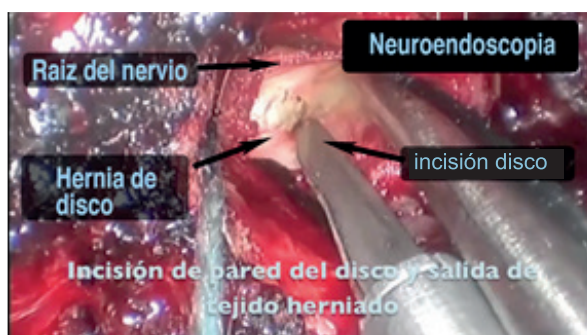 Neuroendoscopia
Raiz del nervio
Hernia de
disco
incisión disco
Incisión de pared del disco y salida de
tejido herniado